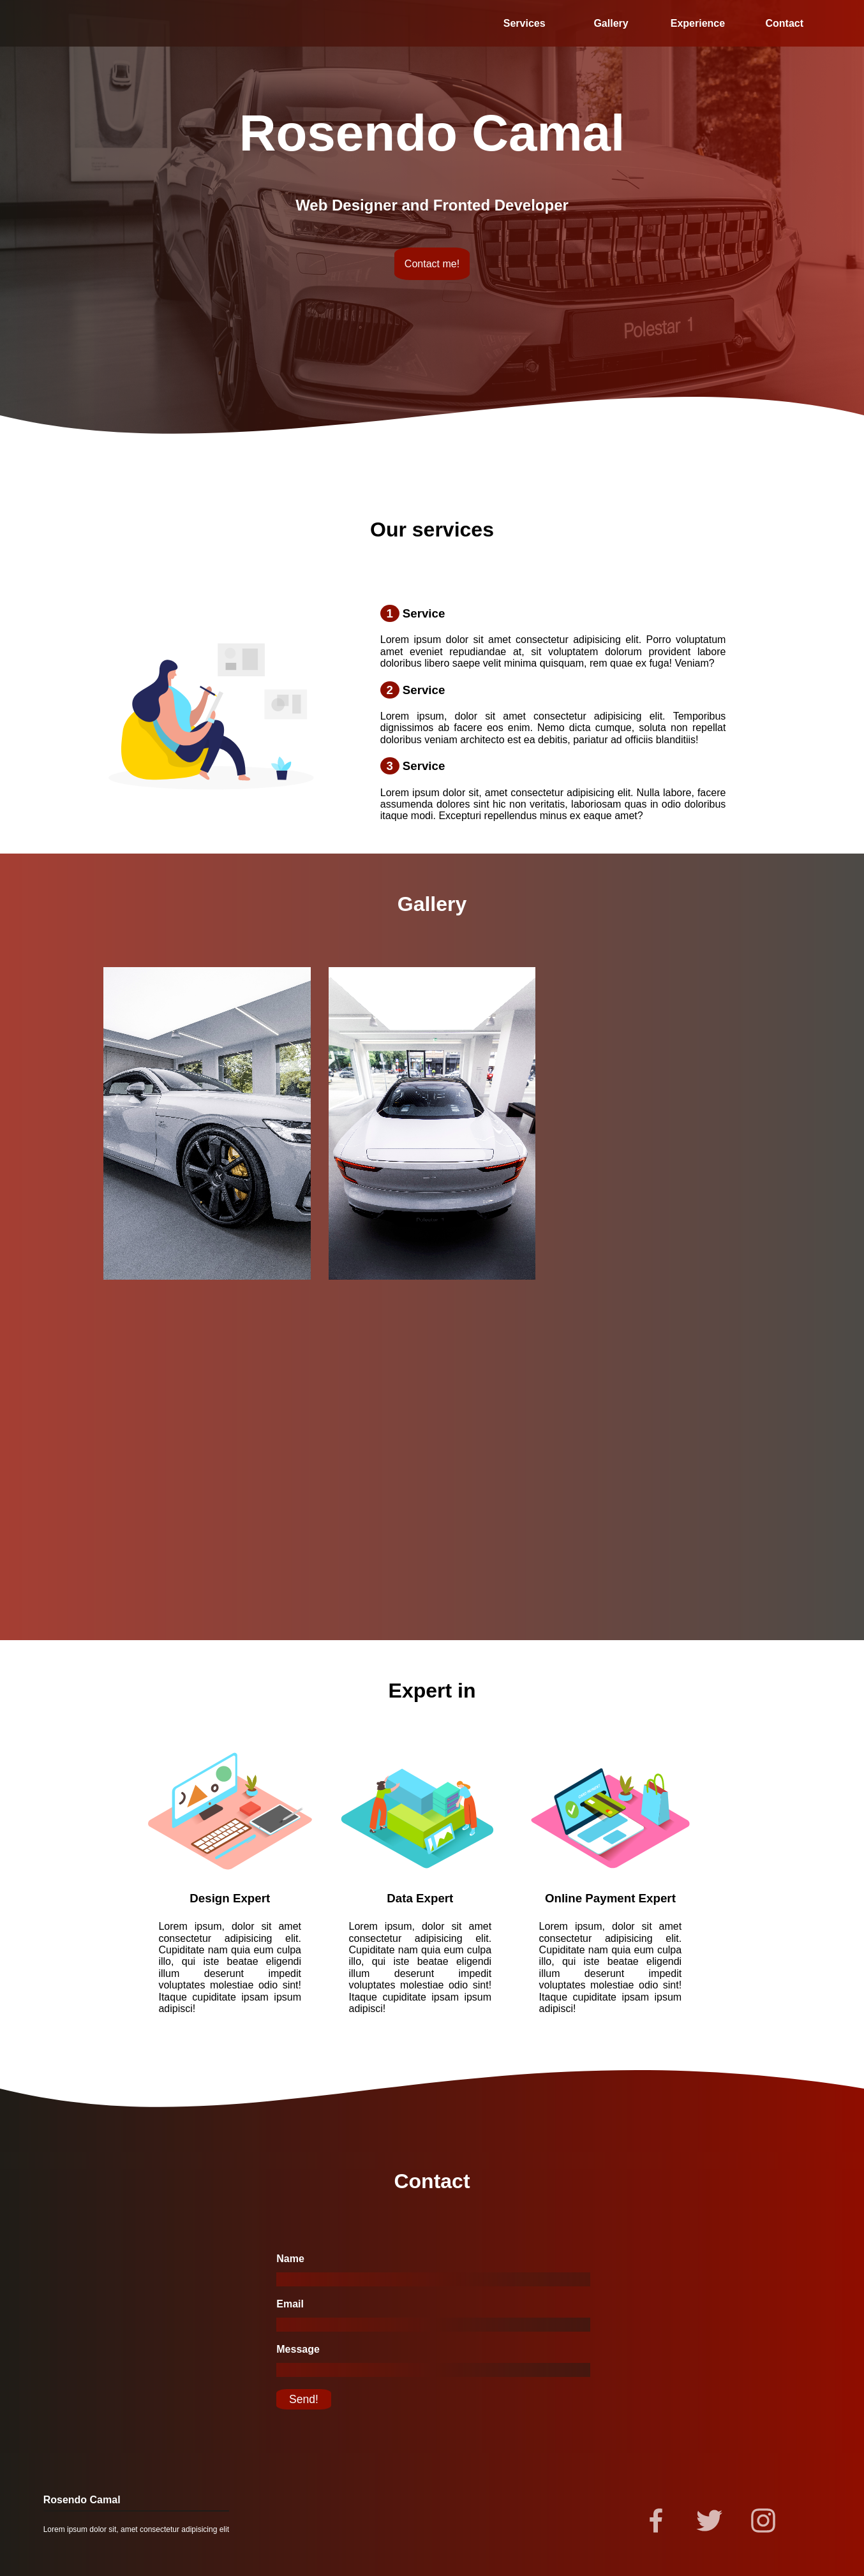 Services Gallery Experience Contact
Rosendo Camal
Web Designer and Fronted Developer
Contact me!
Polestar 1
Our services
1 Service
Lorem ipsum dolor sit amet consectetur adipisicing elit. Porro voluptatum
amet eveniet repudiandae at, sit voluptatem dolorum provident labore
doloribus libero saepe velit minima quisquam, rem quae ex fuga! Veniam?
2 Service
Lorem ipsum, dolor sit amet consectetur adipisicing elit. Temporibus
dignissimos ab facere eos enim. Nemo dicta cumque, soluta non repellat
doloribus veniam architecto est ea debitis, pariatur ad officiis blanditiis!
3 Service
Lorem ipsum dolor sit, amet consectetur adipisicing elit. Nulla labore, facere
assumenda dolores sint hic non veritatis, laboriosam quas in odio doloribus
itaque modi. Excepturi repellendus minus ex eaque amet?
Gallery
Expert in
Design Expert
Lorem ipsum, dolor sit amet
consectetur adipisicing elit.
Cupiditate nam quia eum culpa
illo, qui iste beatae eligendi
illum deserunt impedit
voluptates molestiae odio sint!
Itaque cupiditate ipsam ipsum
adipisci!
Data Expert
Lorem ipsum, dolor sit amet
consectetur adipisicing elit.
Cupiditate nam quia eum culpa
illo, qui iste beatae eligendi
illum deserunt impedit
voluptates molestiae odio sint!
Itaque cupiditate ipsam ipsum
adipisci!
Online Payment Expert
Lorem ipsum, dolor sit amet
consectetur adipisicing elit.
Cupiditate nam quia eum culpa
illo, qui iste beatae eligendi
illum deserunt impedit
voluptates molestiae odio sint!
Itaque cupiditate ipsam ipsum
adipisci!
Contact
Name
Email
Message
Send!
Rosendo Camal
Lorem ipsum dolor sit, amet consectetur adipisicing elit